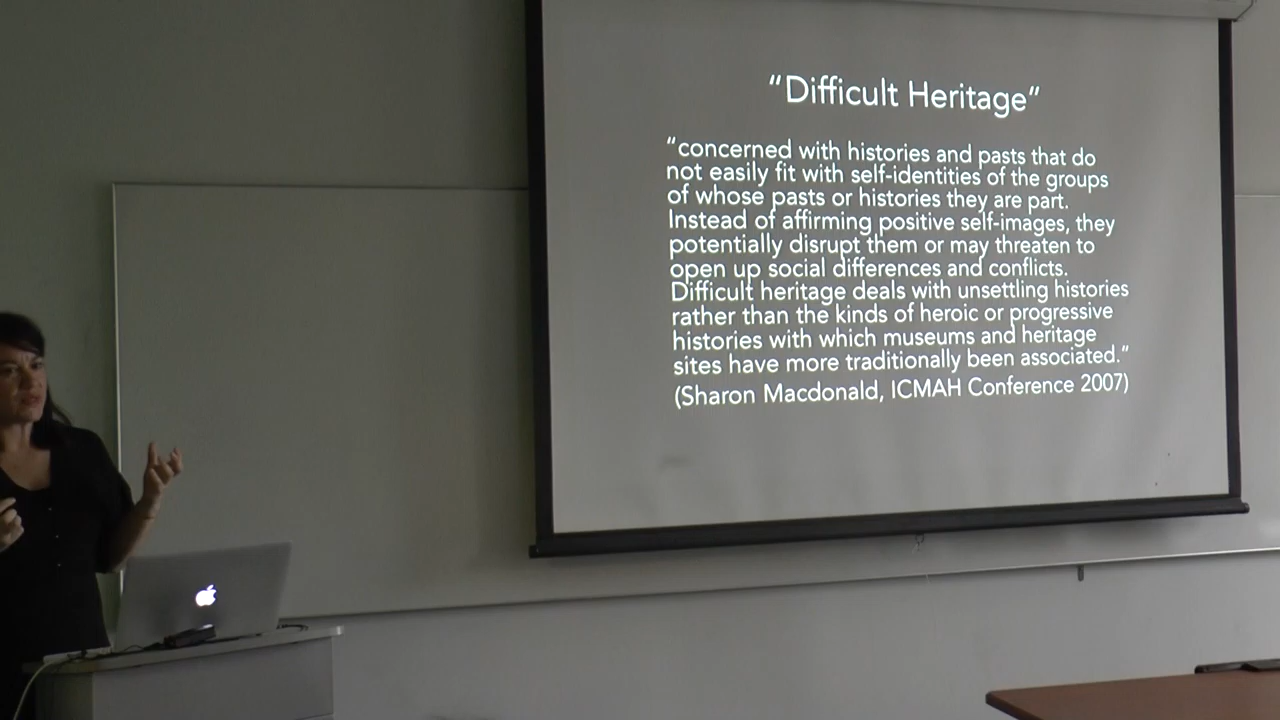 “Difficult Heritage”
“concerned with histories and pasts that do
not easily fit with self-identities of the groups
of whose pasts or histories they are part.
Instead of affirming positive self-images, they
potentially disrupt them or may threaten to
open up social differences and conflicts.
Difficult heritage deals with unsettling histories
rather than the kinds of heroic or progressive
histories with which museums and heritage
sites have more traditionally been associated.”
(Sharon Macdonald, ICMAH Conference 2007)